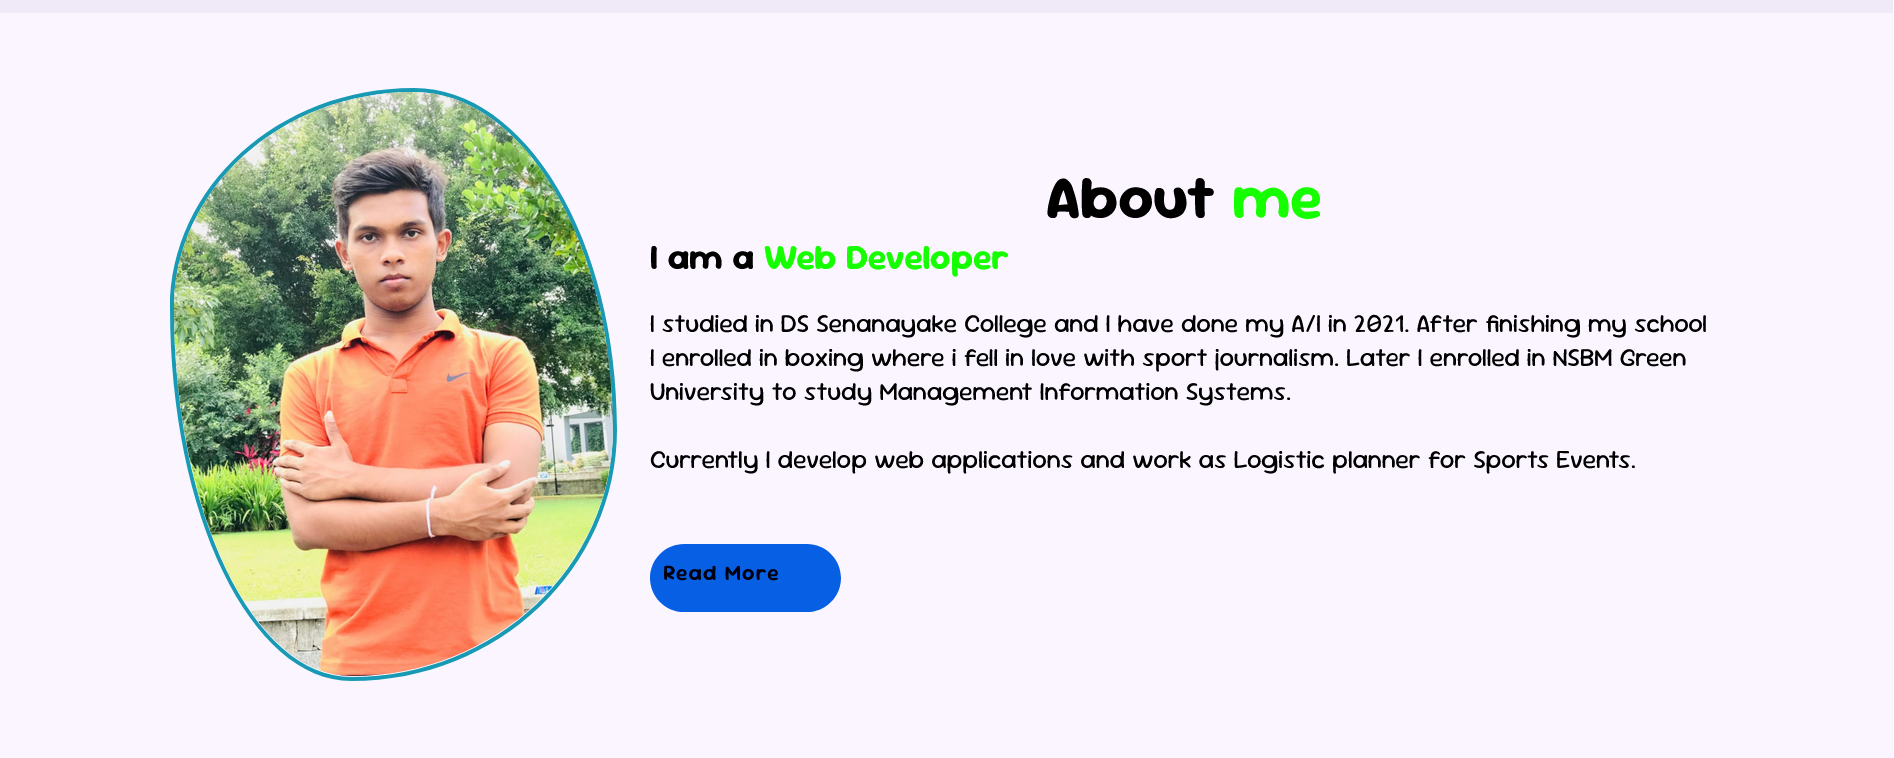 About me
I am a Web Developer
I studied in DS Senanayake College and I have done my A/l in 2021. After finishing my school
I enrolled in boxing where i fell in love with sport journalism. Later I enrolled in NSBM Green
University to study Management Information Systems.
Currently I develop web applications and work as Logistic planner for Sports Events.
Read More